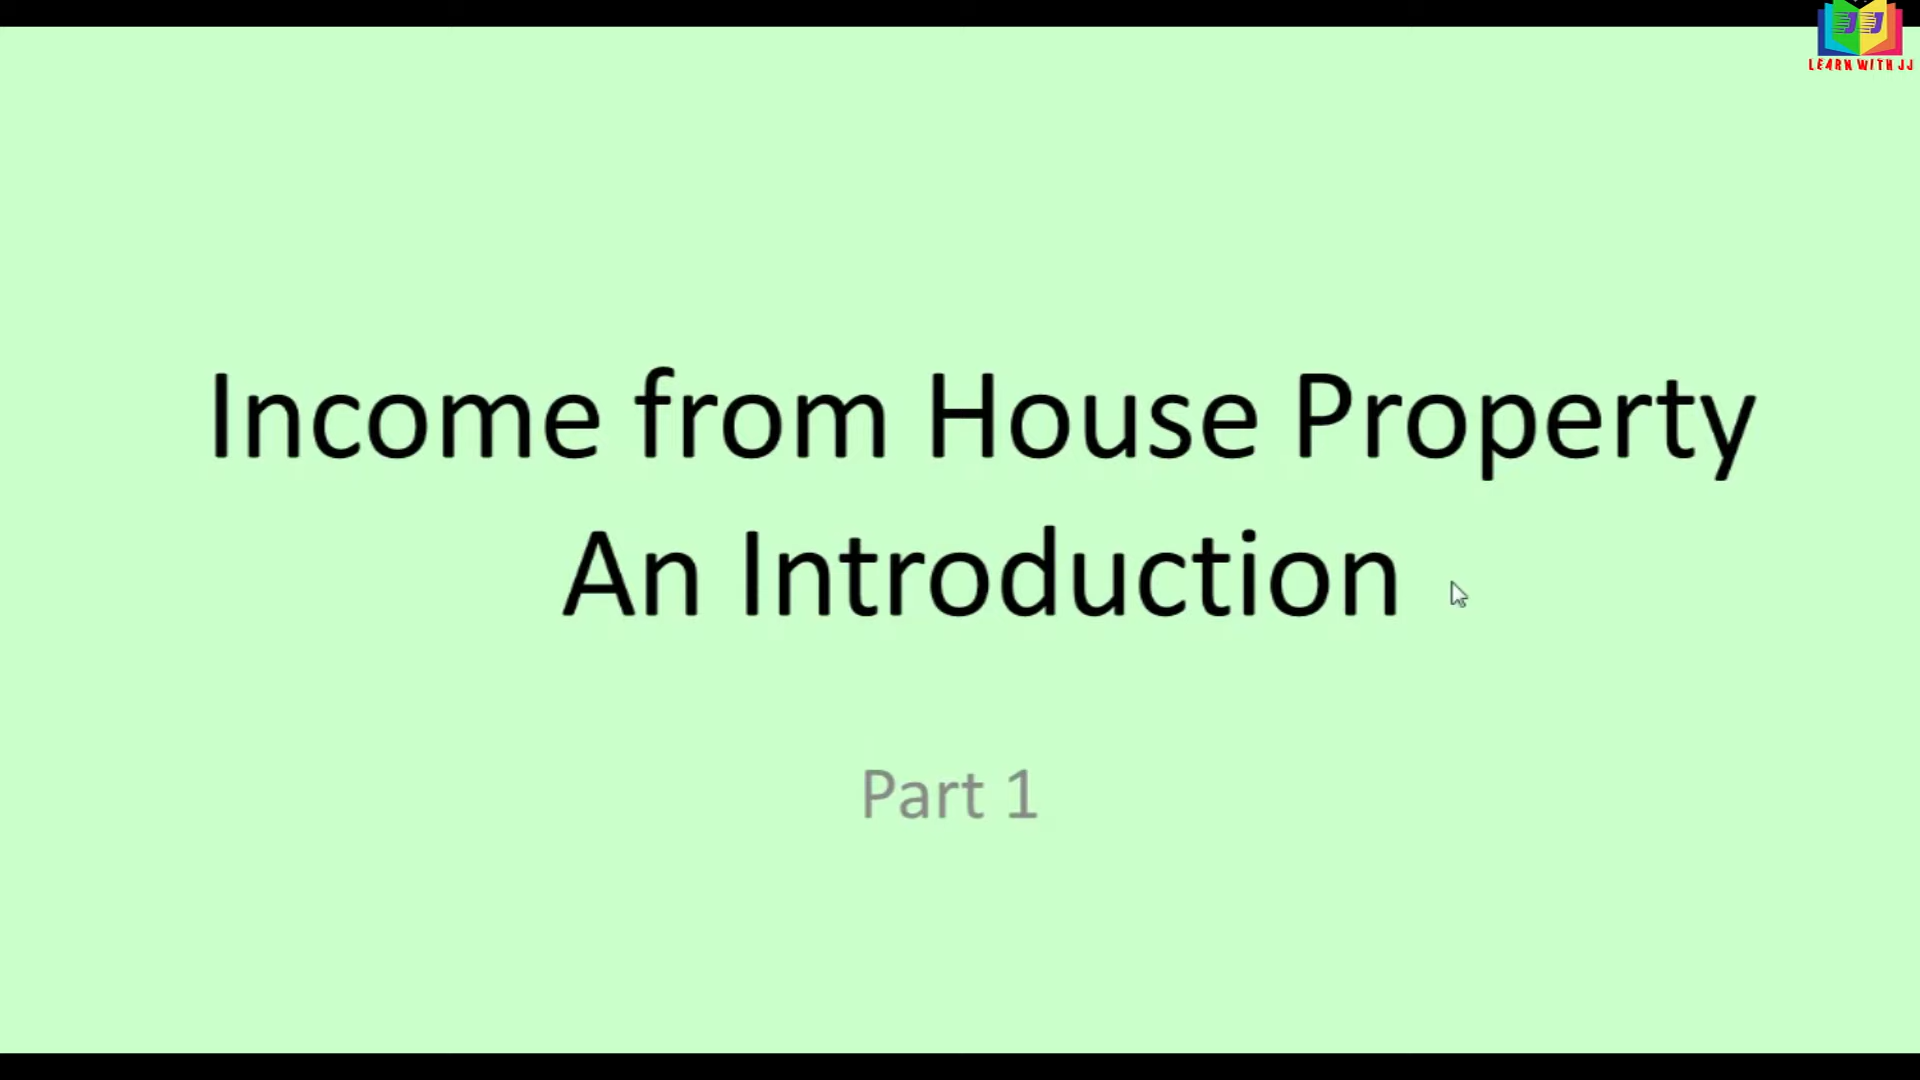 LEARN WITH JJ
Income from House Property
An Introduction
Part 1